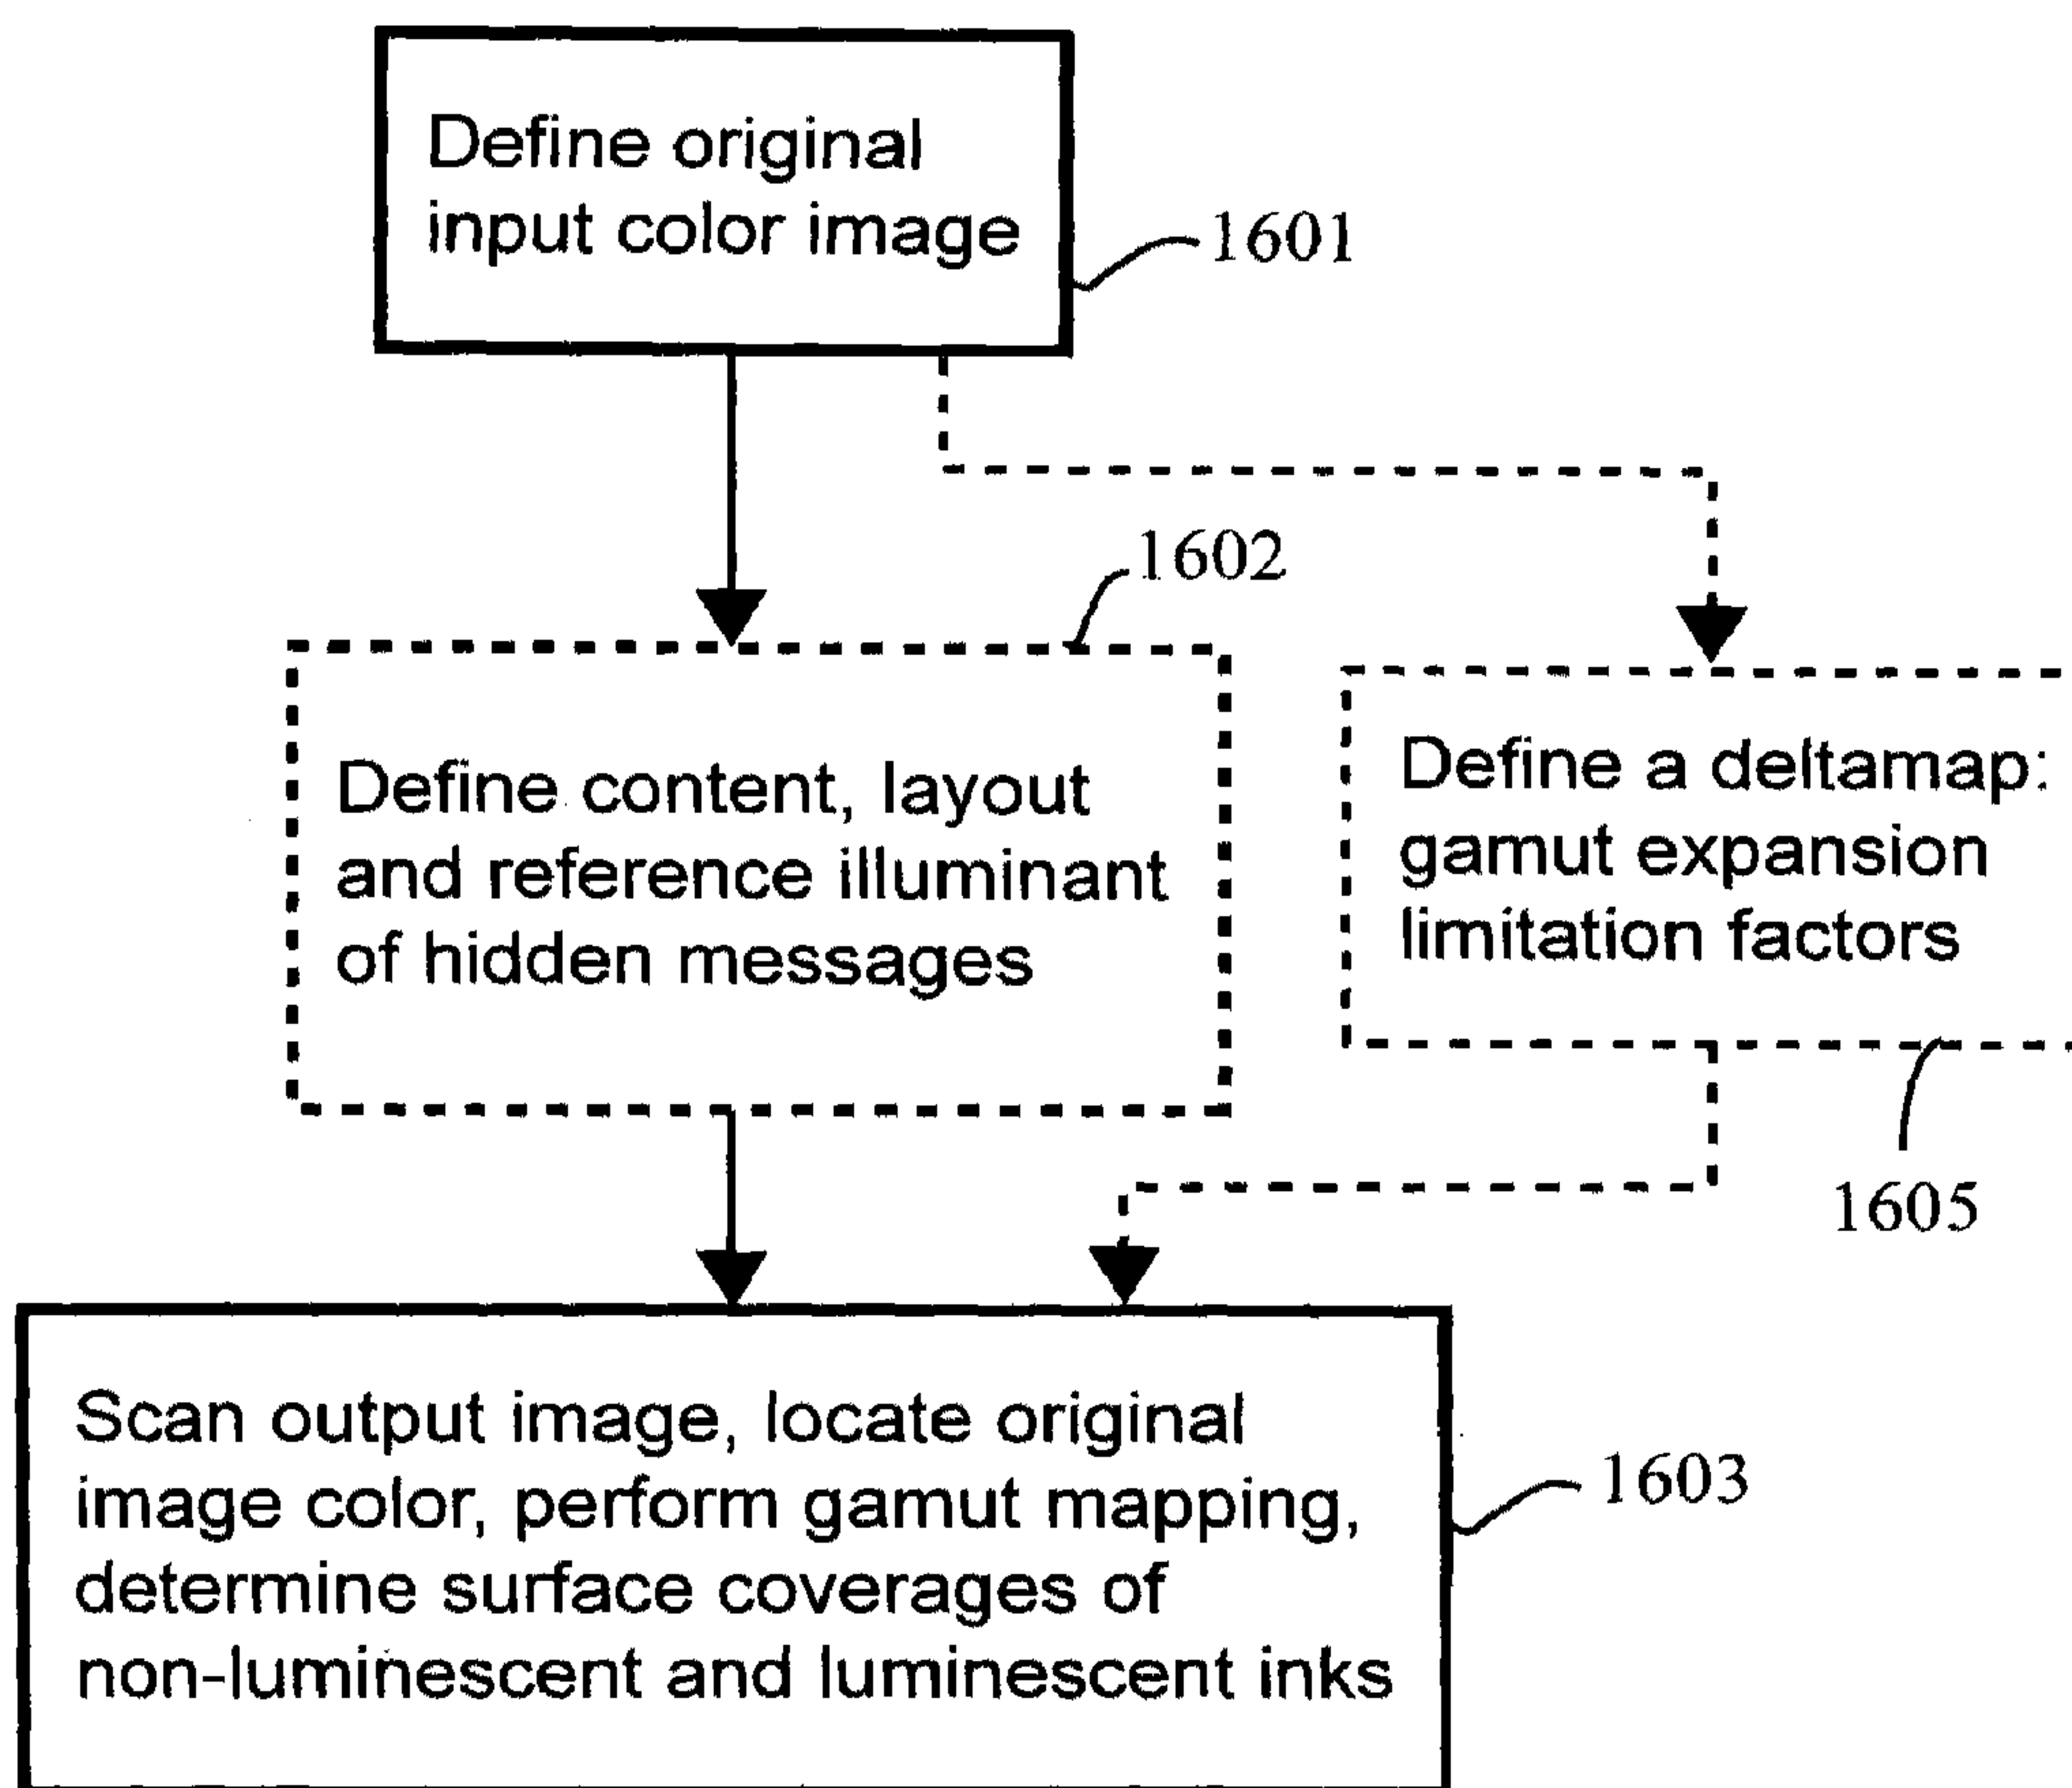 Define original
input color image
1601
1602
Define content, layout
and reference illuminant
of hidden messages
Define a deltamap:
gamut expansion
limitation factors
1605
Scan output image, locate original
image color, perform gamut mapping,
determine surface coverages of
non-luminescent and luminescent inks
1603